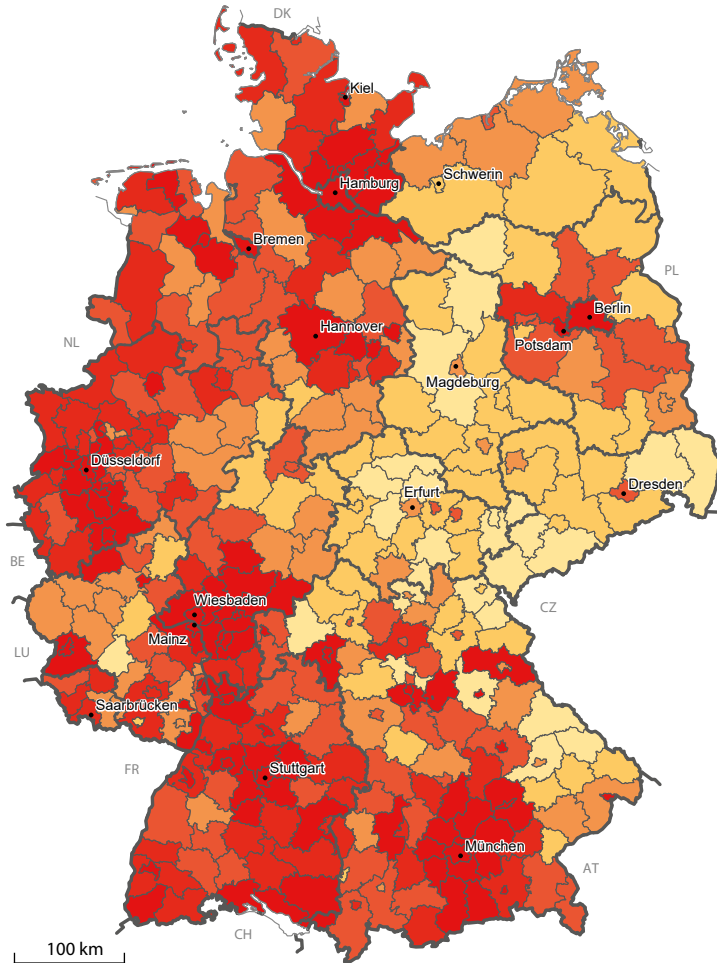 DK
Kiel
Schwerin
Hamburg
Bremen
PL
Berlin
Hannover
NL
Potsdam
Magdeburg
Düsseldorf
Dresden
Erfurt
BE
Wiesbaden
CZ
Mainz
LU
Saarbrücken
FR
Stuttgart
München
AT
CH
100 km